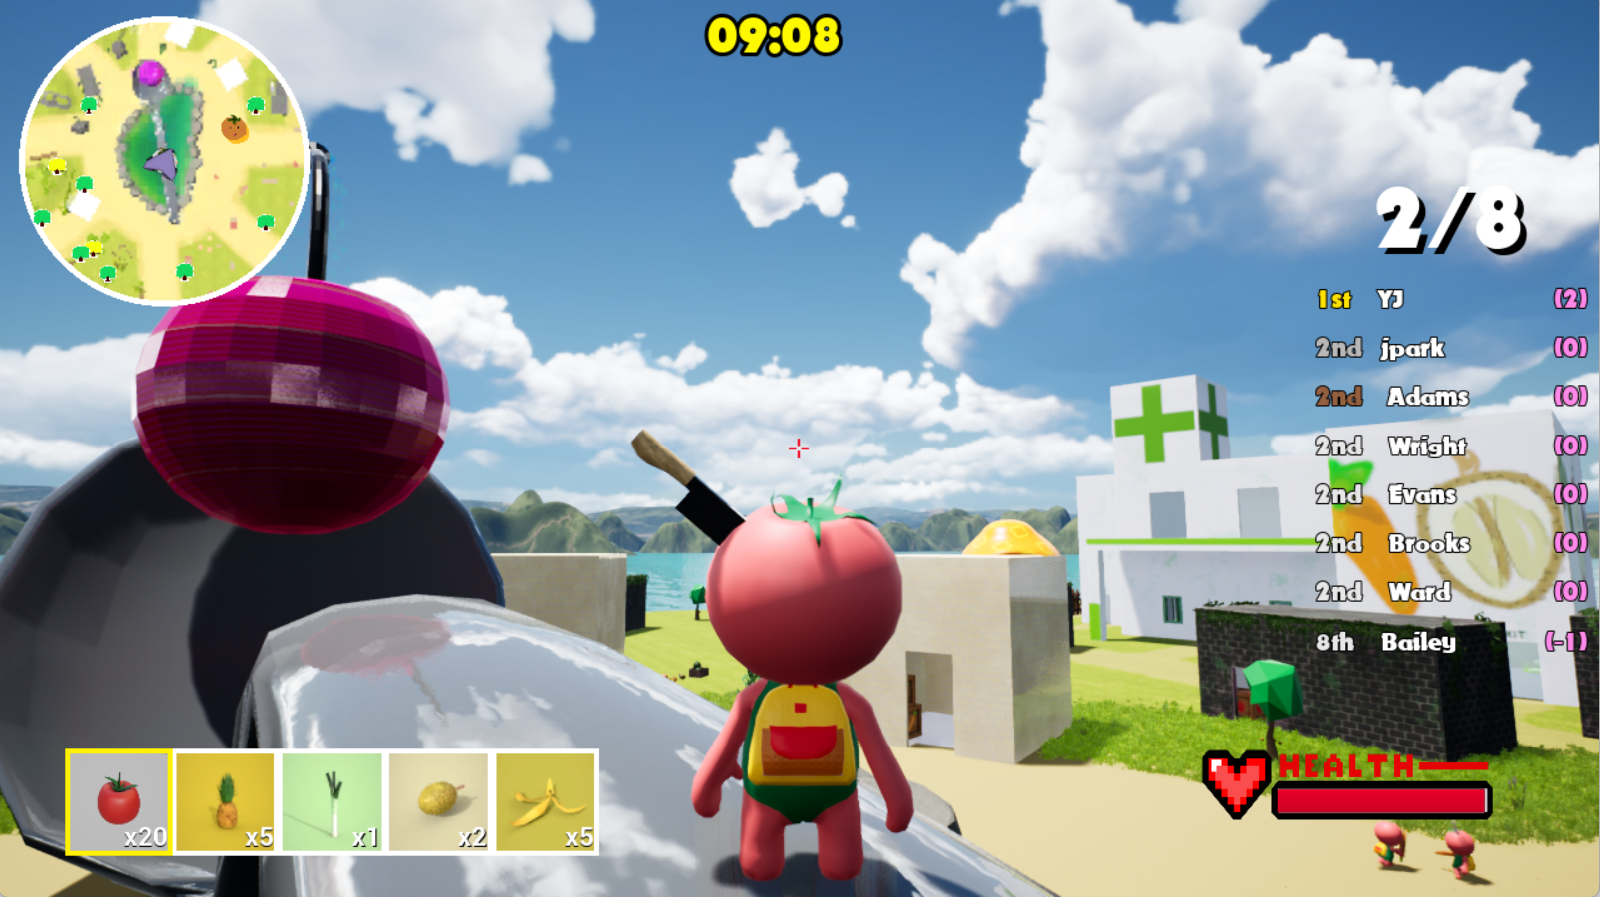 09:08
2/8
1st YJ (2)
2nd jpark (0)
2nd Adams (0)
2nd Wright (0)
2nd Evans (0)
2nd Brooks (0)
2nd Ward (0)
8th Bailey (-1)
HEALTH
x20 x5 x1 x2 x5